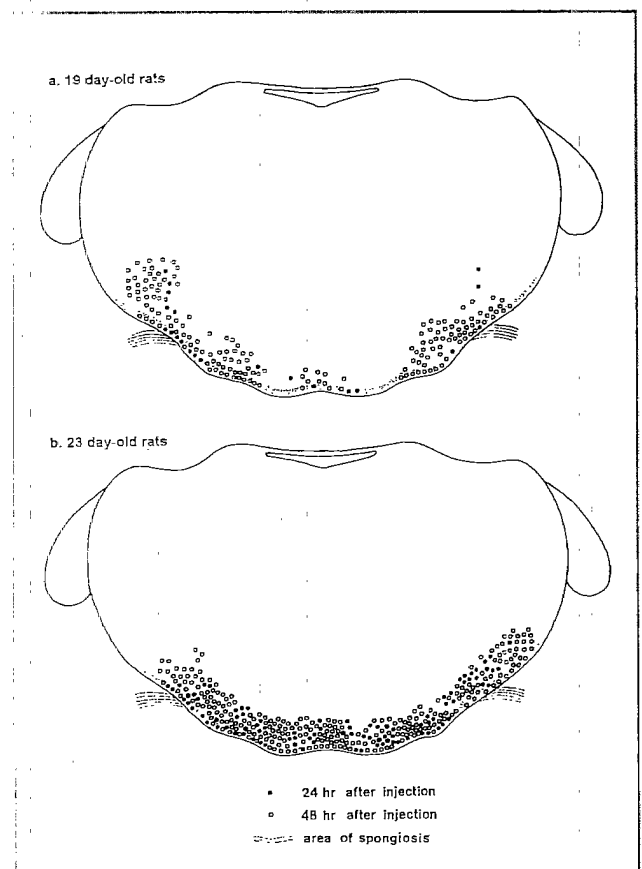 a. 19 day-old rats
b. 23 day-old rats
24 hr after injection
48 hr after injection
area of spongiosis